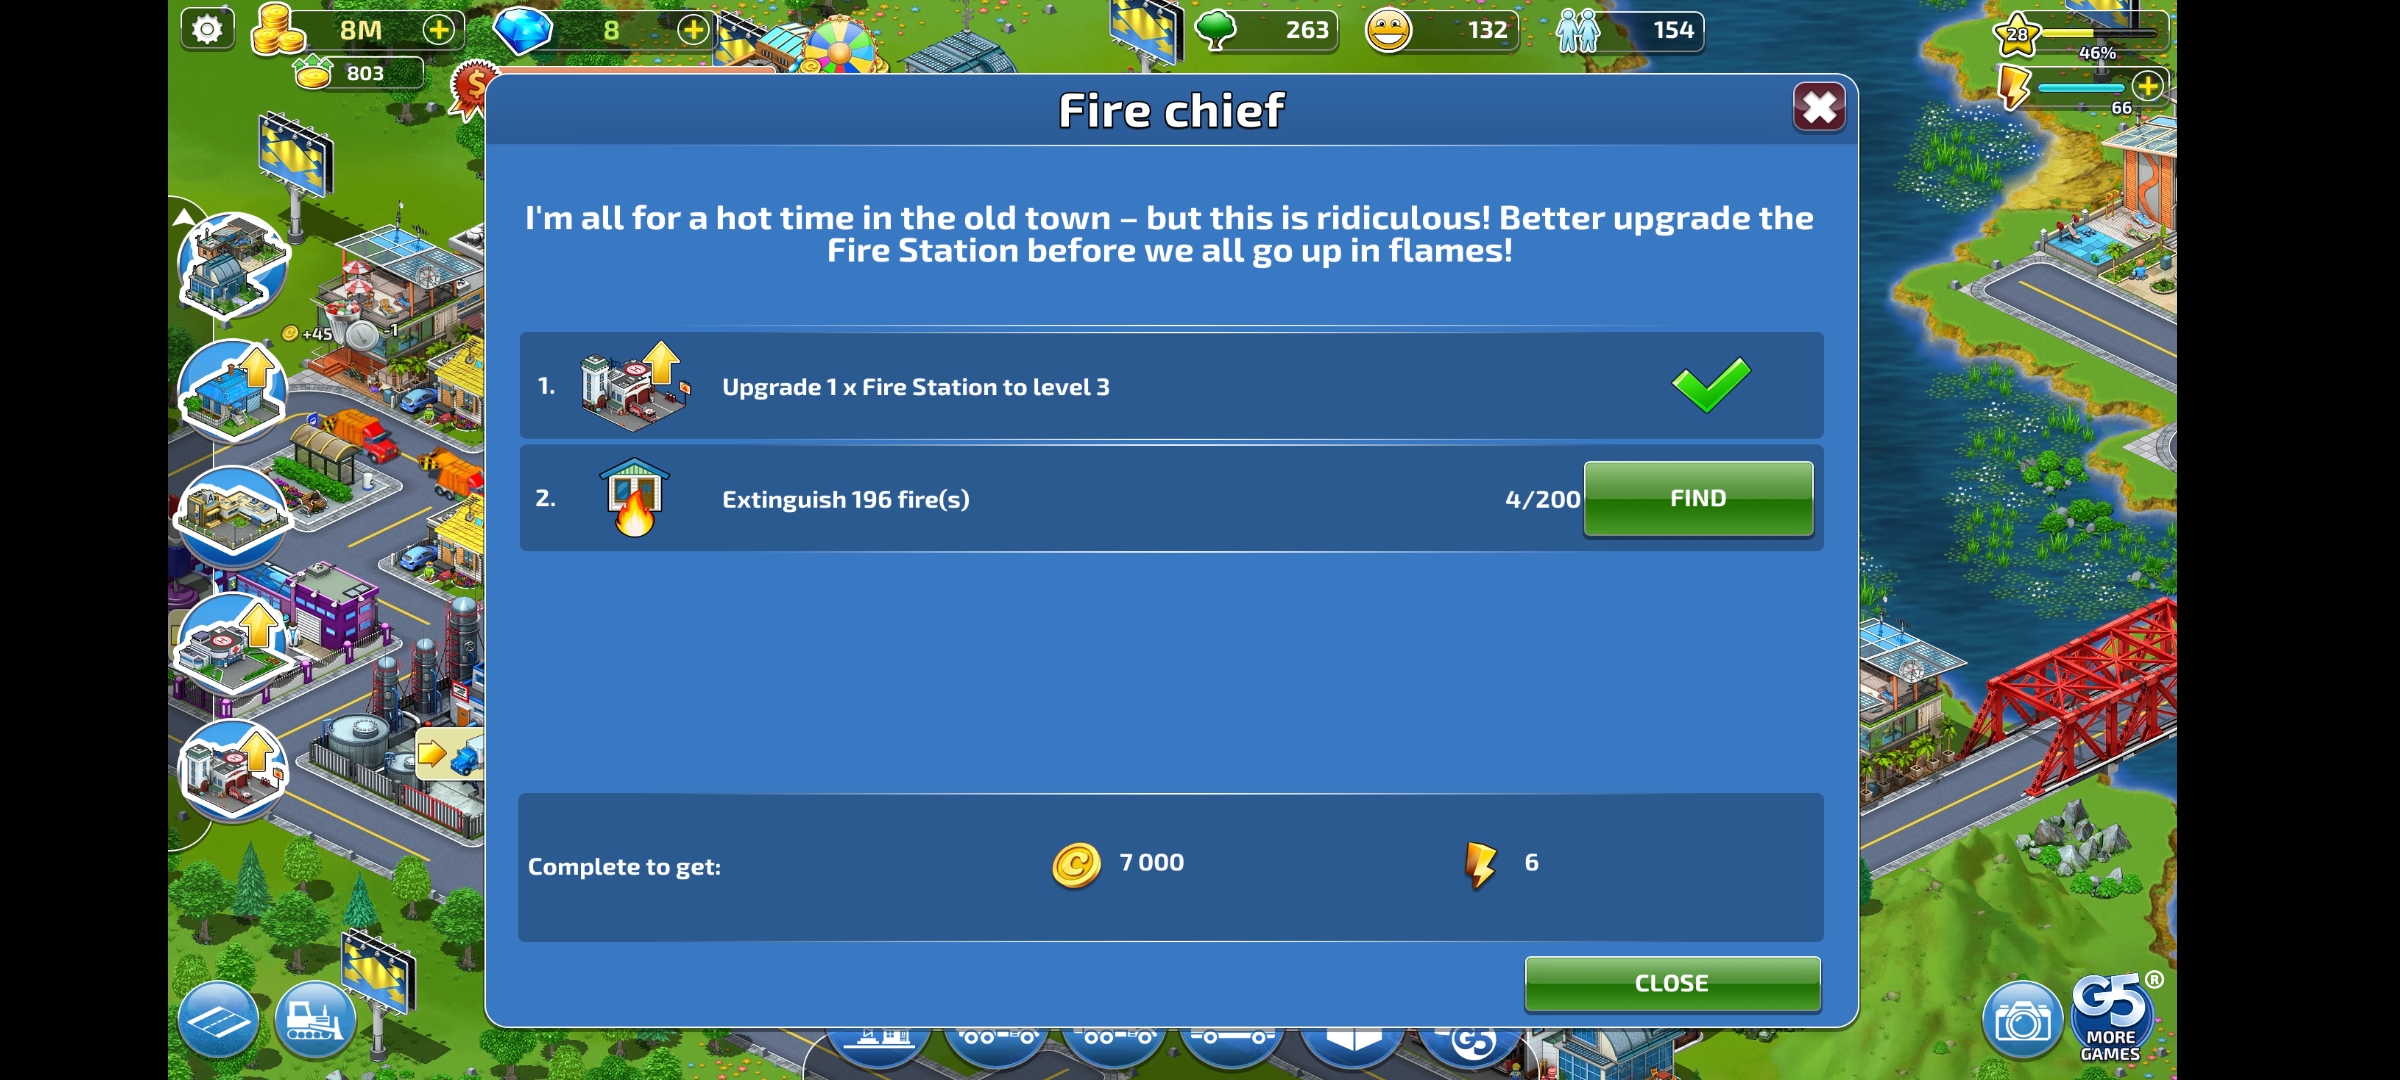 8M
8
263
132
154
28
46%
803
66
Fire chief
I'm all for a hot time in the old town – but this is ridiculous! Better upgrade the
Fire Station before we all go up in flames!
+45
-1
1.
Upgrade 1 x Fire Station to level 3
2.
Extinguish 196 fire(s)
4/200
FIND
Complete to get:
7 000
6
CLOSE
G5
G5®
MORE
GAMES